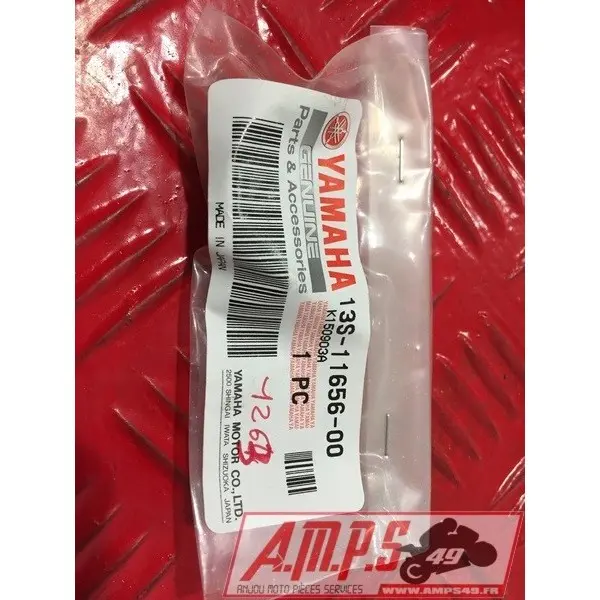 YAMAHA
GENUINE
Parts & Accessories
13S-11656-00
K150903A
1 PC
MADE IN JAPAN
YAMAHA MOTOR CO., LTD.
2500 SHINGAI IWATA SHIZUOKA JAPAN
A.M.P.S
49
ANJOU MOTO PIÈCES SERVICES
WWW.AMPS49.FR